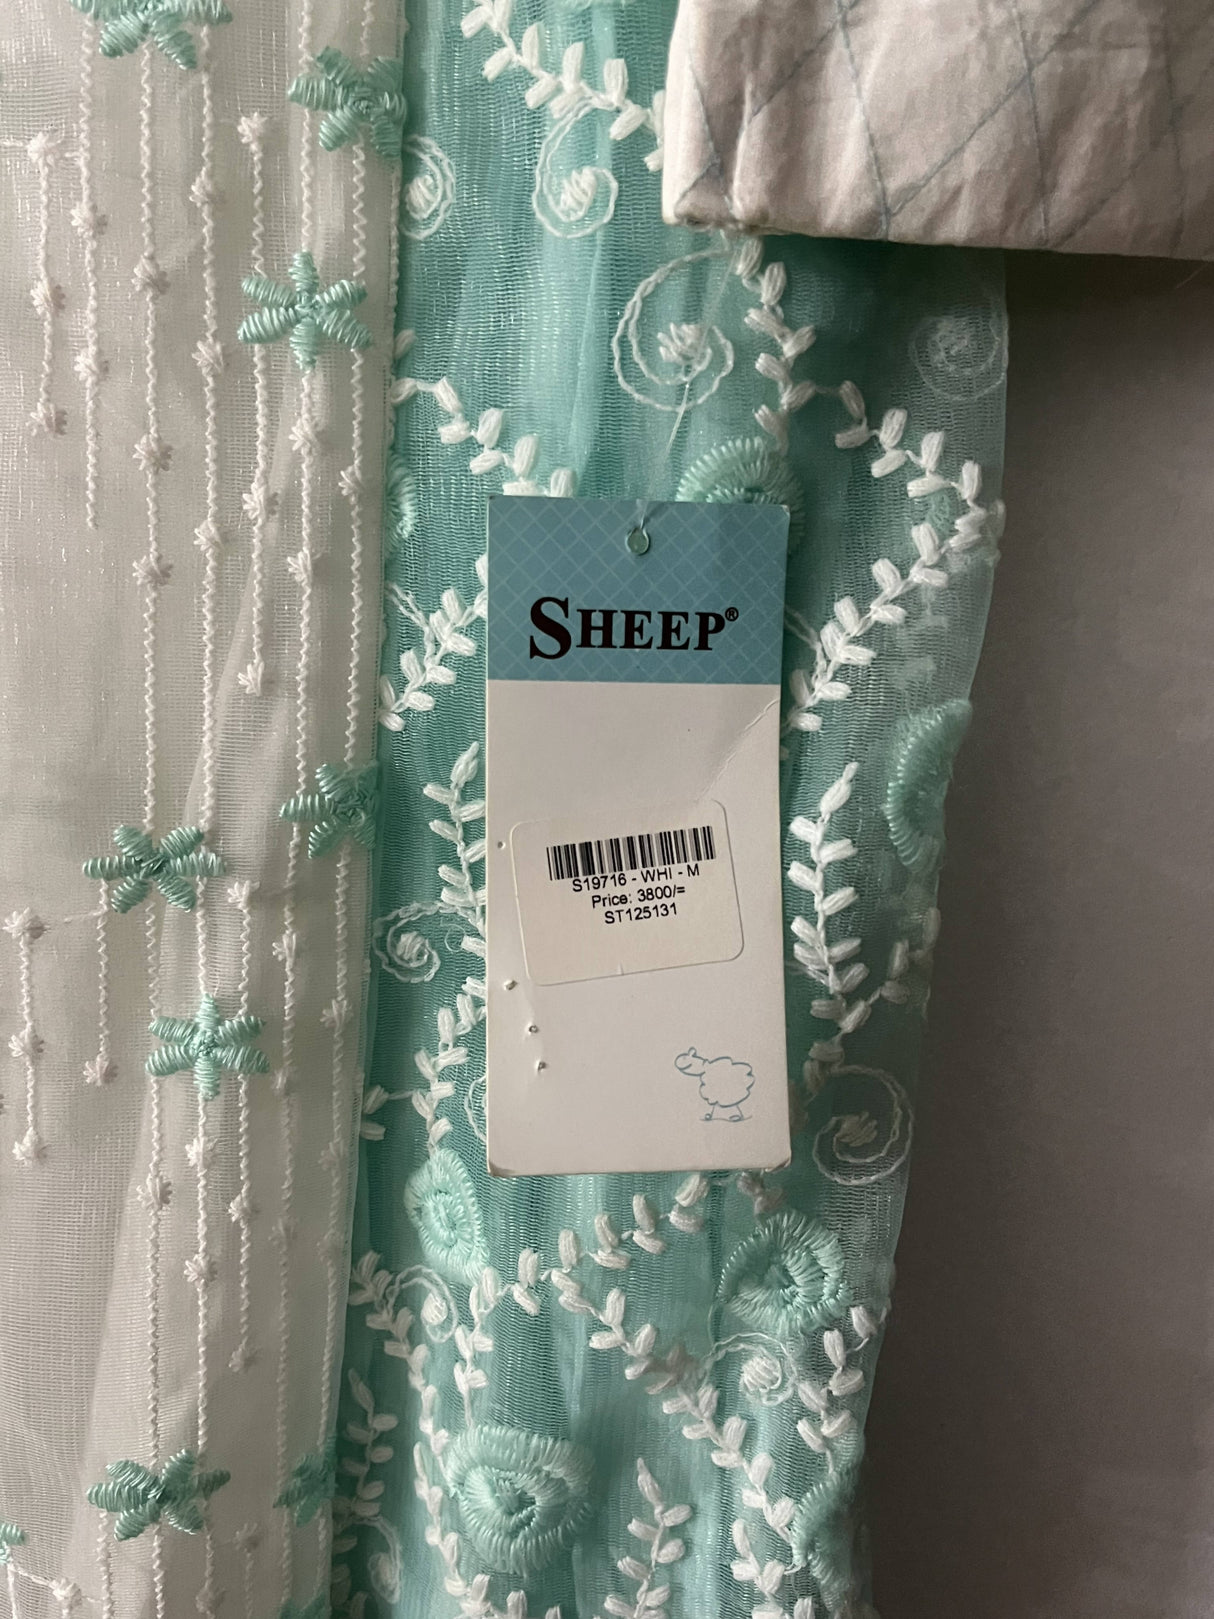 SHEEP®
S19716 - WHI - M
Price: 3800/=
ST125131